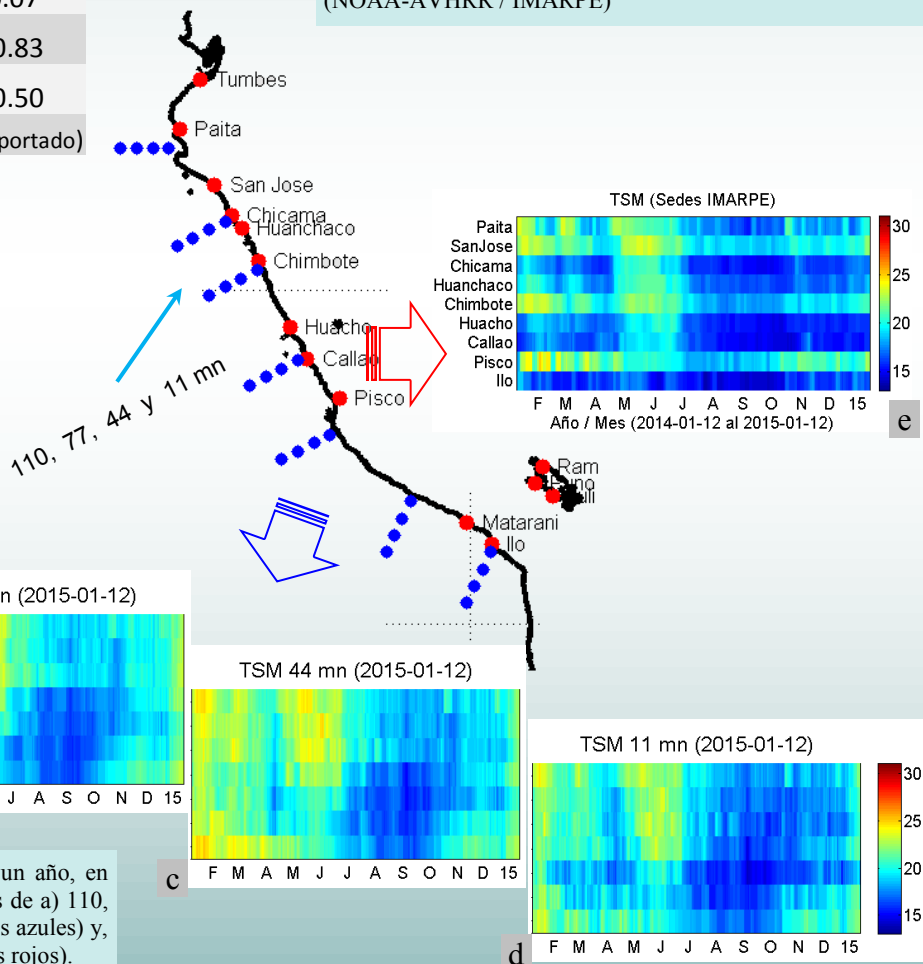 (NOAA-AVHRR / IMARPE)
0.83
0.50
portado)
Tumbes
Paita
San Jose
Chicama
Huanchaco
Chimbote
Huacho
Callao
Pisco
110, 77, 44 y 11 mn
Ram
Matarani
Ilo
TSM (Sedes IMARPE)
Paita
SanJose
Chicama
Huanchaco
Chimbote
Huacho
Callao
Pisco
Ilo
F M A M J J A S O N D 15
Año / Mes (2014-01-12 al 2015-01-12)
30
25
20
15
e
n (2015-01-12)
J A S O N D 15
TSM 44 mn (2015-01-12)
F M A M J J A S O N D 15
c
TSM 11 mn (2015-01-12)
F M A M J J A S O N D 15
30
25
20
15
d
un año, en
s de a) 110,
s azules) y,
s rojos).